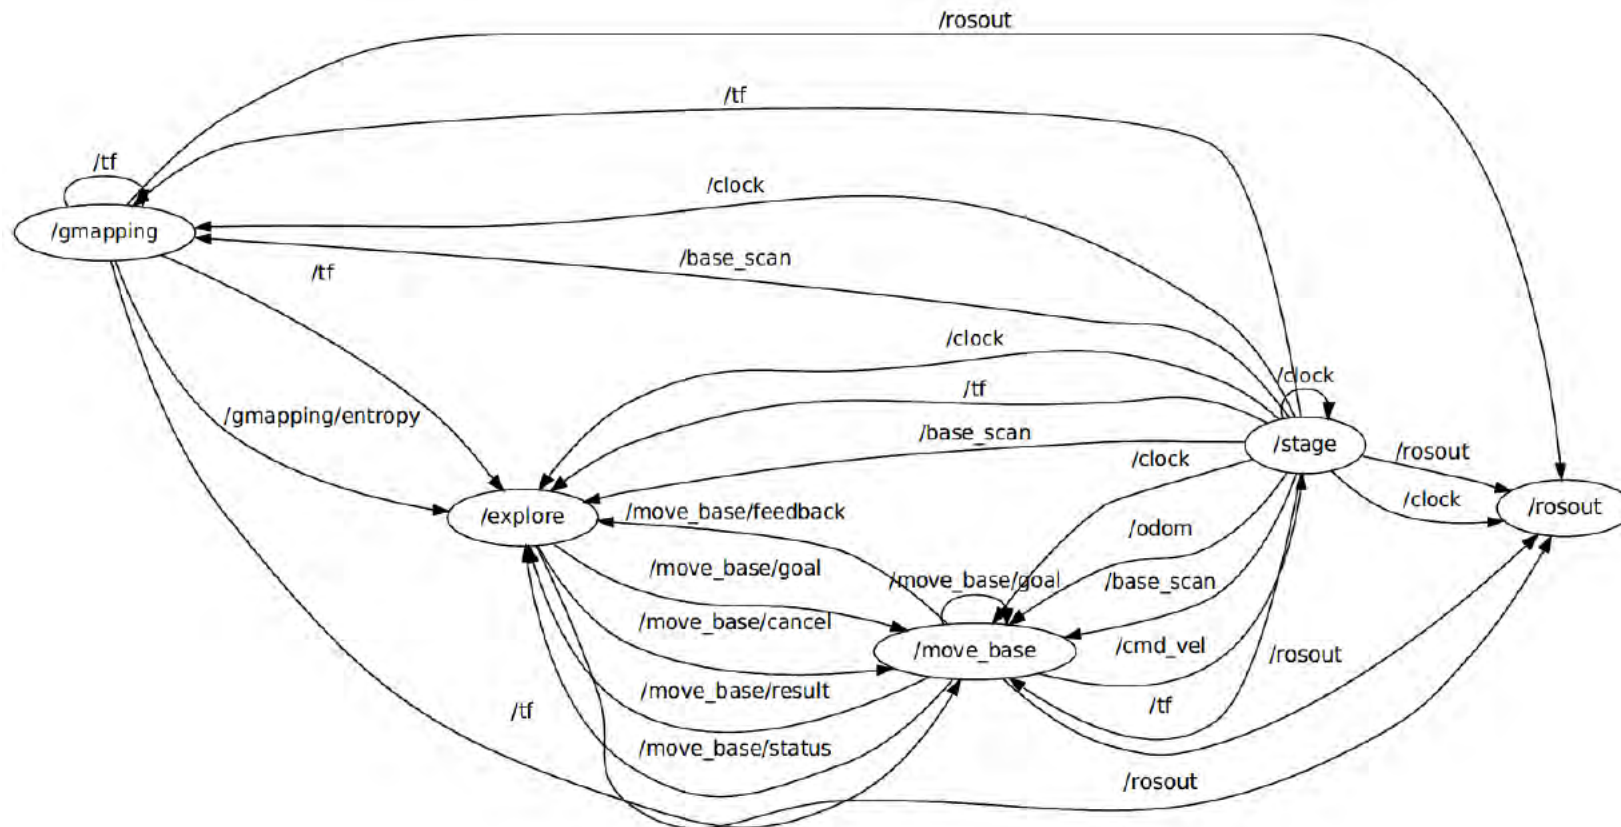 /rosout
/tf
/tf
/clock
/gmapping
/base_scan
/tf
/clock
/clock
/tf
/gmapping/entropy
/base_scan
/stage
/rosout
/clock
/clock
/rosout
/explore
/move_base/feedback
/odom
/move_base/goal
/move_base/goal
/base_scan
/move_base/cancel
/move_base
/cmd_vel
/rosout
/move_base/result
/tf
/tf
/move_base/status
/rosout